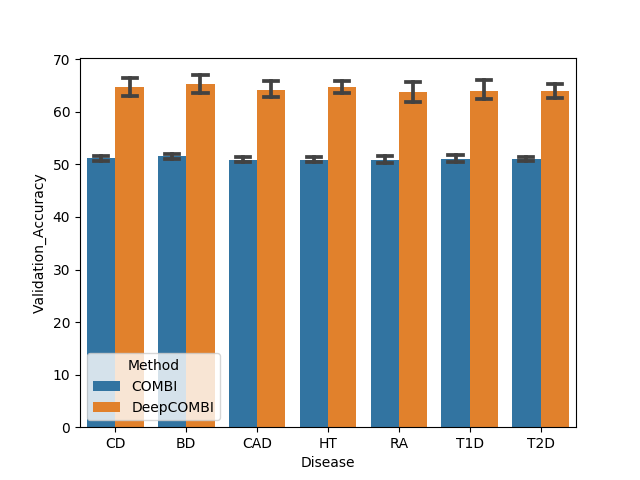 70
60
50
40
30
20
10
0
Validation_Accuracy
Method
COMBI
DeepCOMBI
CD BD CAD HT RA T1D T2D
Disease